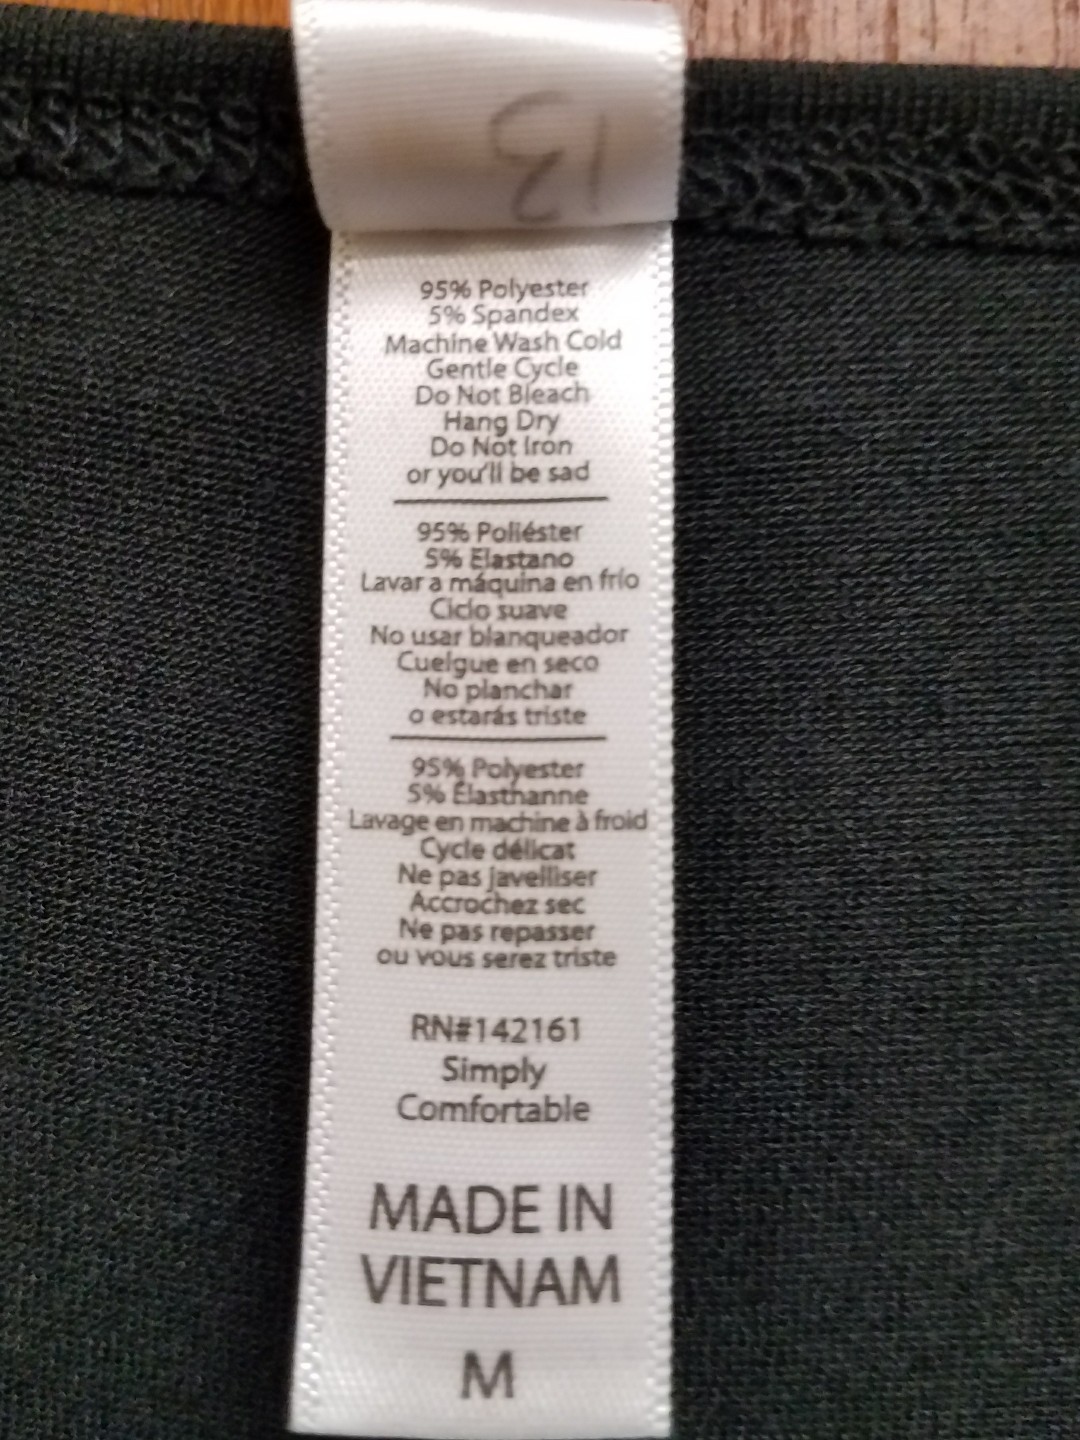 13
95% Polyester
5% Spandex
Machine Wash Cold
Gentle Cycle
Do Not Bleach
Hang Dry
Do Not Iron
or you'll be sad
95% Poliéster
5% Elastano
Lavar a máquina en frío
Ciclo suave
No usar blanqueador
Cuelgue en seco
No planchar
o estarás triste
95% Polyester
5% Élasthanne
Lavage en machine à froid
Cycle délicat
Ne pas Javelliser
Accrochez sec
Ne pas repasser
ou vous serez triste
RN#142161
Simply
Comfortable
MADE IN
VIETNAM
M